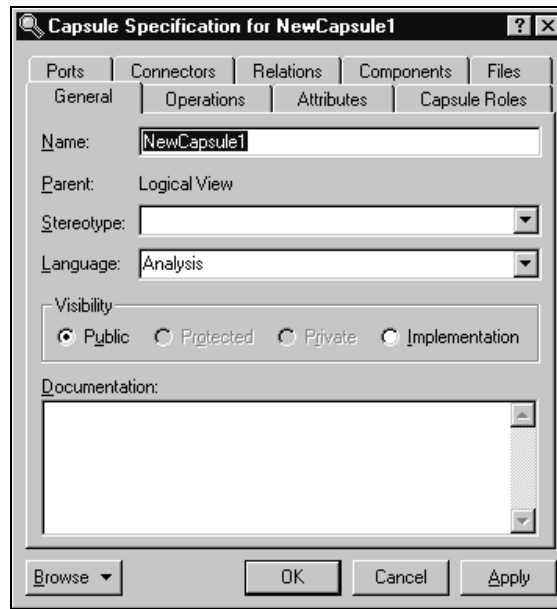 Capsule Specification for NewCapsule1
Ports Connectors Relations Components Files
General Operations Attributes Capsule Roles
Name: NewCapsule1
Parent: Logical View
Stereotype:
Language: Analysis
Visibility
Public Protected Private Implementation
Documentation:
Browse OK Cancel Apply